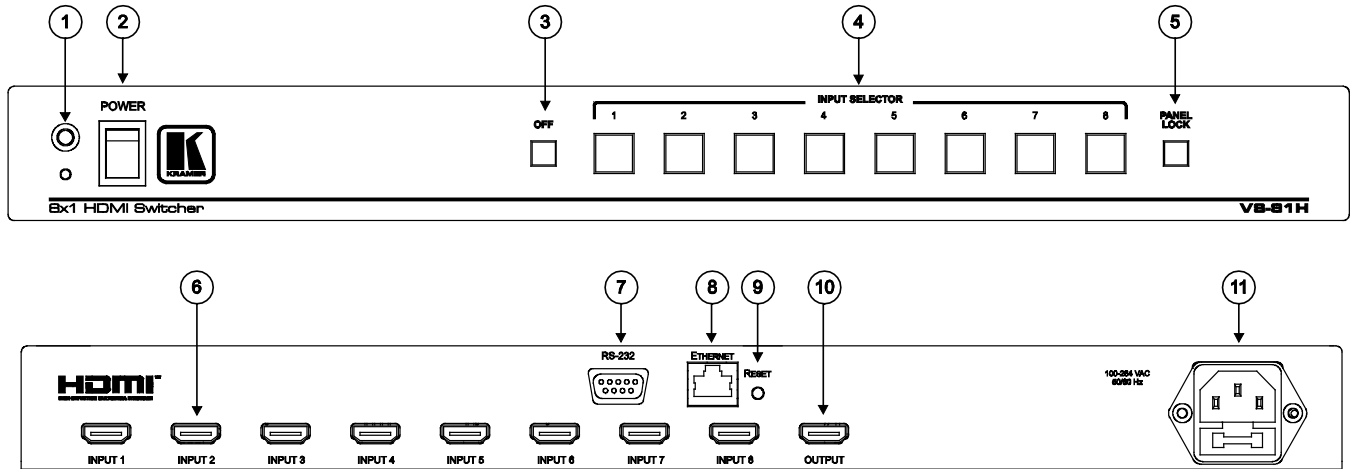 1 2 3 4 5
POWER
OFF
INPUT SELECTOR
1 2 3 4 5 6 7 8
PANEL
LOCK
K
KRAMER
8x1 HDMI Switcher
VS-81H
6 7 8 9 10 11
HDMI
RS-232
ETHERNET
RESET
100-264 VAC
50/60 Hz
INPUT 1 INPUT 2 INPUT 3 INPUT 4 INPUT 5 INPUT 6 INPUT 7 INPUT 8 OUTPUT